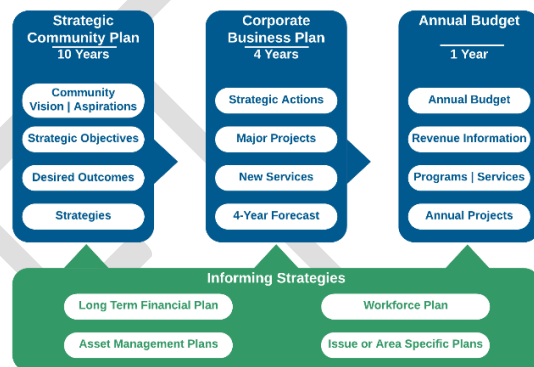 Strategic
Community Plan
10 Years
Community
Vision | Aspirations
Strategic Objectives
Desired Outcomes
Strategies
Corporate
Business Plan
4 Years
Strategic Actions
Major Projects
New Services
4-Year Forecast
Annual Budget
1 Year
Annual Budget
Revenue Information
Programs | Services
Annual Projects
Informing Strategies
Long Term Financial Plan
Workforce Plan
Asset Management Plans
Issue or Area Specific Plans